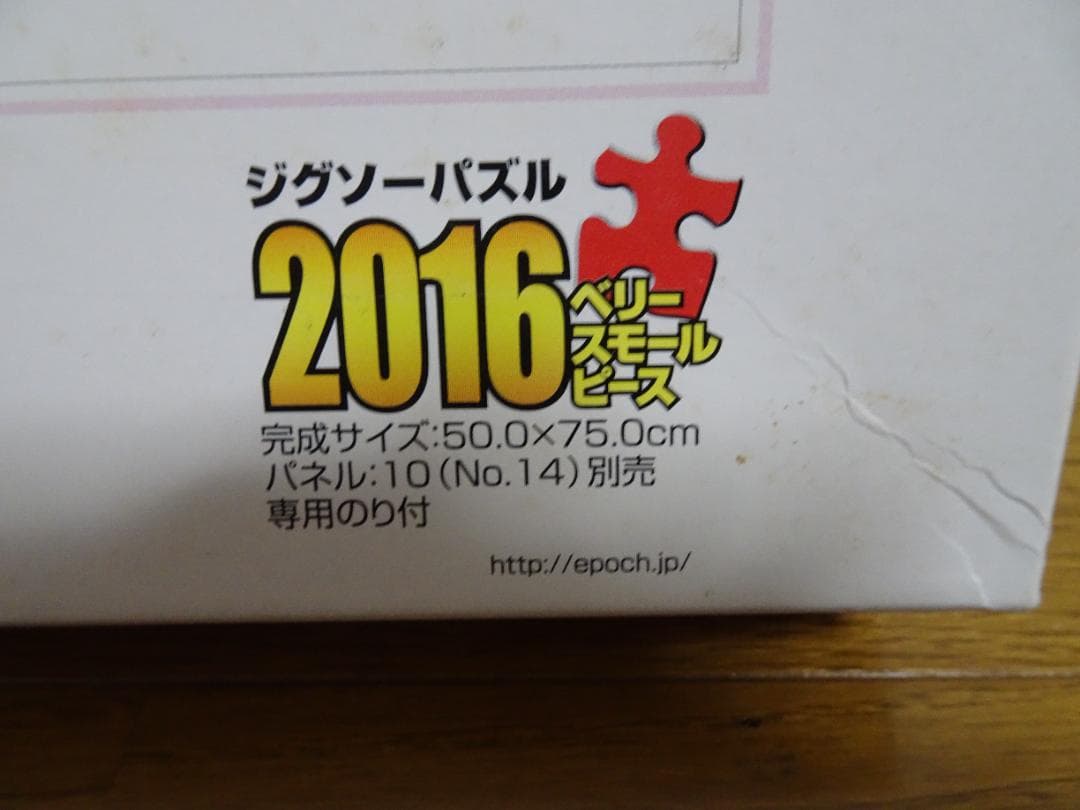 ジグソーパズル
2016
ベリー
スモール
ピース
完成サイズ:50.0×75.0cm
パネル:10(No.14)別売
専用のり付
http://epoch.jp/